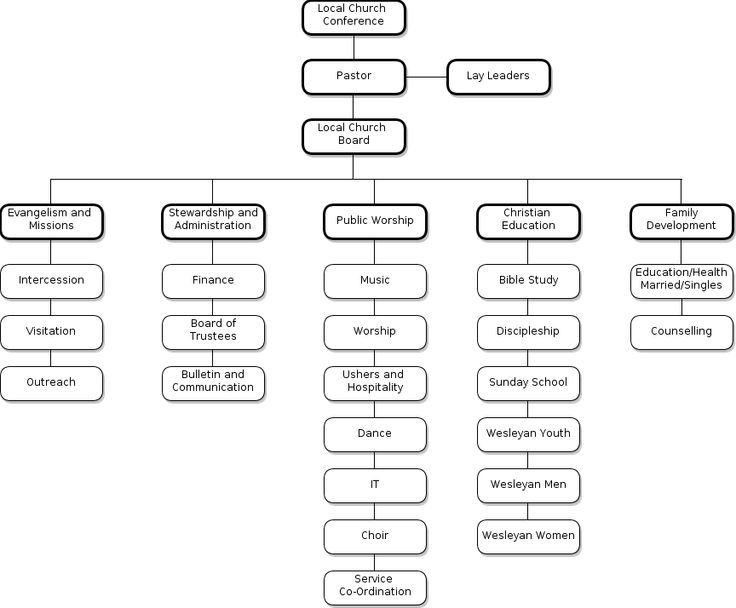 Local Church
Conference
Pastor
Lay Leaders
Local Church
Board
Evangelism and
Missions
Intercession
Visitation
Outreach
Stewardship and
Administration
Finance
Board of
Trustees
Bulletin and
Communication
Public Worship
Music
Worship
Ushers and
Hospitality
Dance
IT
Choir
Service
Co-Ordination
Christian
Education
Bible Study
Discipleship
Sunday School
Wesleyan Youth
Wesleyan Men
Wesleyan Women
Family
Development
Education/Health
Married/Singles
Counselling